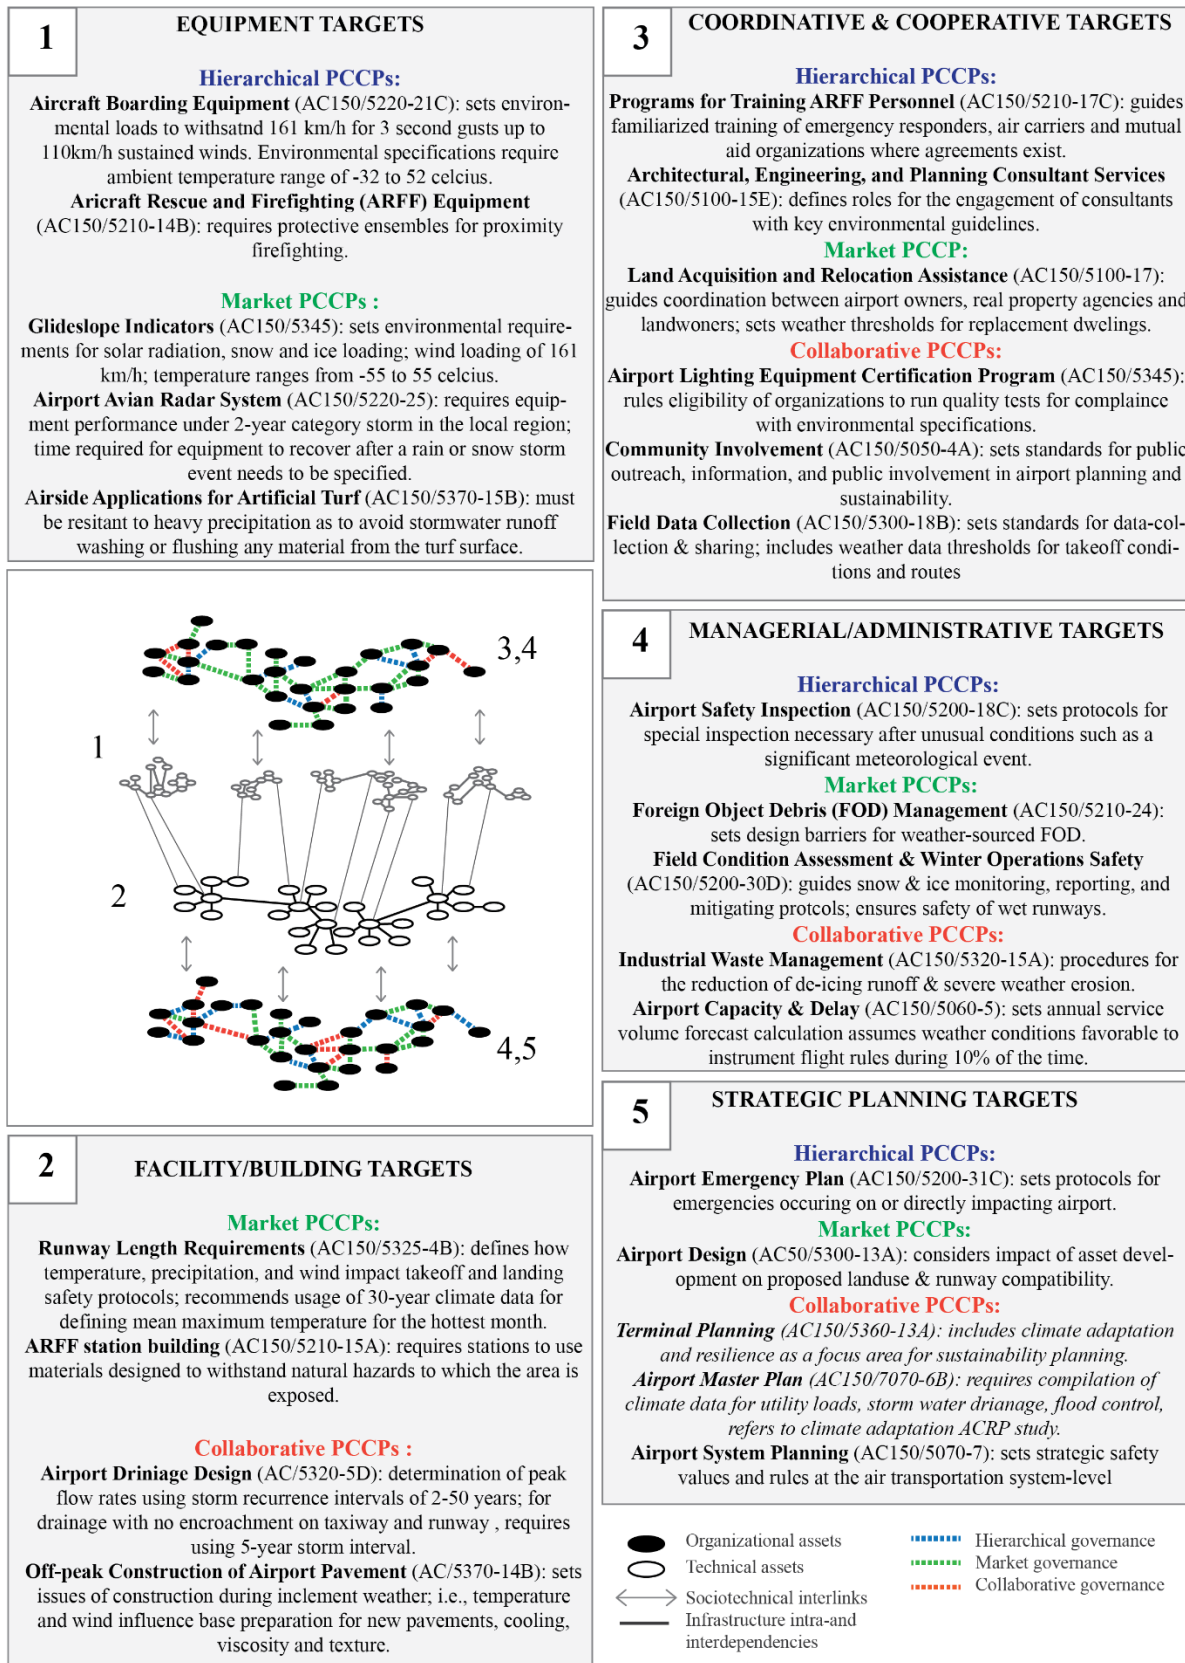 1
EQUIPMENT TARGETS
Hierarchical PCCPs:
Aircraft Boarding Equipment (AC150/5220-21C): sets environ-
mental loads to withsatnd 161 km/h for 3 second gusts up to
110km/h sustained winds. Environmental specifications require
ambient temperature range of -32 to 52 celcius.
Aricraft Rescue and Firefighting (ARFF) Equipment
(AC150/5210-14B): requires protective ensembles for proximity
firefighting.
Market PCCPs :
Glideslope Indicators (AC150/5345): sets environmental require-
ments for solar radiation, snow and ice loading; wind loading of 161
km/h; temperature ranges from -55 to 55 celcius.
Airport Avian Radar System (AC150/5220-25): requires equip-
ment performance under 2-year category storm in the local region;
time required for equipment to recover after a rain or snow storm
event needs to be specified.
Airside Applications for Artificial Turf (AC150/5370-15B): must
be resitant to heavy precipitation as to avoid stormwater runoff
washing or flushing any material from the turf surface.
3,4
1
2
4,5
2
FACILITY/BUILDING TARGETS
Market PCCPs:
Runway Length Requirements (AC150/5325-4B): defines how
temperature, precipitation, and wind impact takeoff and landing
safety protocols; recommends usage of 30-year climate data for
defining mean maximum temperature for the hottest month.
ARFF station building (AC150/5210-15A): requires stations to use
materials designed to withstand natural hazards to which the area is
exposed.
Collaborative PCCPs :
Airport Driniage Design (AC/5320-5D): determination of peak
flow rates using storm recurrence intervals of 2-50 years; for
drainage with no encroachment on taxiway and runway , requires
using 5-year storm interval.
Off-peak Construction of Airport Pavement (AC/5370-14B): sets
issues of construction during inclement weather; i.e., temperature
and wind influence base preparation for new pavements, cooling,
viscosity and texture.
3
COORDINATIVE & COOPERATIVE TARGETS
Hierarchical PCCPs:
Programs for Training ARFF Personnel (AC150/5210-17C): guides
familiarized training of emergency responders, air carriers and mutual
aid organizations where agreements exist.
Architectural, Engineering, and Planning Consultant Services
(AC150/5100-15E): defines roles for the engagement of consultants
with key environmental guidelines.
Market PCCP:
Land Acquisition and Relocation Assistance (AC150/5100-17):
guides coordination between airport owners, real property agencies and
landwoners; sets weather thresholds for replacement dwelings.
Collaborative PCCPs:
Airport Lighting Equipment Certification Program (AC150/5345):
rules eligibility of organizations to run quality tests for complaince
with environmental specifications.
Community Involvement (AC150/5050-4A): sets standards for public
outreach, information, and public involvement in airport planning and
sustainability.
Field Data Collection (AC150/5300-18B): sets standards for data-col-
lection & sharing; includes weather data thresholds for takeoff condi-
tions and routes
4
MANAGERIAL/ADMINISTRATIVE TARGETS
Hierarchical PCCPs:
Airport Safety Inspection (AC150/5200-18C): sets protocols for
special inspection necessary after unusual conditions such as a
significant meteorological event.
Market PCCPs:
Foreign Object Debris (FOD) Management (AC150/5210-24):
sets design barriers for weather-sourced FOD.
Field Condition Assessment & Winter Operations Safety
(AC150/5200-30D): guides snow & ice monitoring, reporting, and
mitigating protcols; ensures safety of wet runways.
Collaborative PCCPs:
Industrial Waste Management (AC150/5320-15A): procedures for
the reduction of de-icing runoff & severe weather erosion.
Airport Capacity & Delay (AC150/5060-5): sets annual service
volume forecast calculation assumes weather conditions favorable to
instrument flight rules during 10% of the time.
5
STRATEGIC PLANNING TARGETS
Hierarchical PCCPs:
Airport Emergency Plan (AC150/5200-31C): sets protocols for
emergencies occuring on or directly impacting airport.
Market PCCPs:
Airport Design (AC50/5300-13A): considers impact of asset devel-
opment on proposed landuse & runway compatibility.
Collaborative PCCPs:
Terminal Planning (AC150/5360-13A): includes climate adaptation
and resilience as a focus area for sustainability planning.
Airport Master Plan (AC150/7070-6B): requires compilation of
climate data for utility loads, storm water drianage, flood control,
refers to climate adaptation ACRP study.
Airport System Planning (AC150/5070-7): sets strategic safety
values and rules at the air transportation system-level
Organizational assets
Technical assets
Sociotechnical interlinks
Infrastructure intra-and
interdependencies
Hierarchical governance
Market governance
Collaborative governance